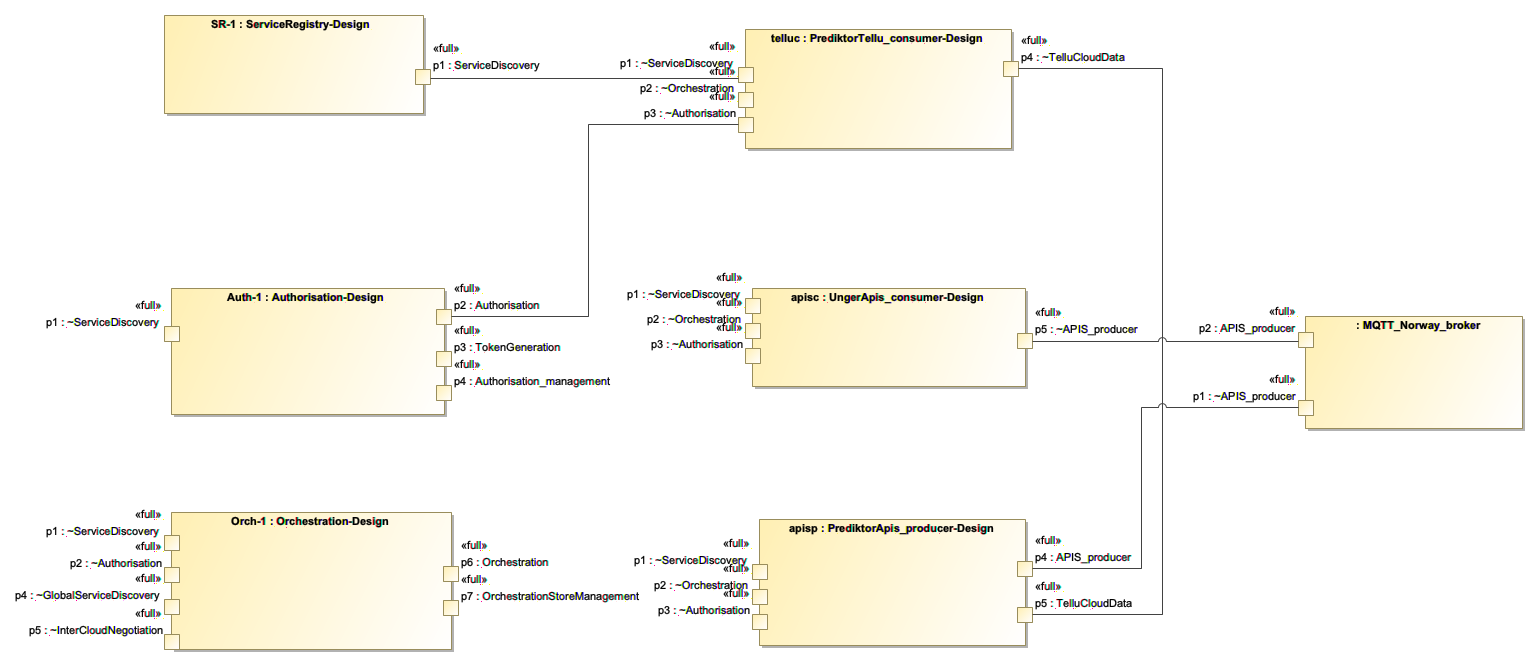 SR-1 : ServiceRegistry-Design
«full»
p1 : ServiceDiscovery
telluc : PrediktorTellu_consumer-Design
«full»
p1 : ~ServiceDiscovery
«full»
p2 : ~Orchestration
«full»
p3 : ~Authorisation
«full»
p4 : ~TelluCloudData
Auth-1 : Authorisation-Design
«full»
p1 : ~ServiceDiscovery
«full»
p2 : Authorisation
«full»
p3 : TokenGeneration
«full»
p4 : Authorisation_management
apisc : UngerApis_consumer-Design
«full»
p1 : ~ServiceDiscovery
«full»
p2 : ~Orchestration
«full»
p3 : ~Authorisation
«full»
p5 : ~APIS_producer
: MQTT_Norway_broker
«full»
p2 : APIS_producer
«full»
p1 : ~APIS_producer
Orch-1 : Orchestration-Design
«full»
p1 : ~ServiceDiscovery
«full»
p2 : ~Authorisation
«full»
p4 : ~GlobalServiceDiscovery
«full»
p5 : ~InterCloudNegotiation
«full»
p6 : Orchestration
«full»
p7 : OrchestrationStoreManagement
apisp : PrediktorApis_producer-Design
«full»
p1 : ~ServiceDiscovery
«full»
p2 : ~Orchestration
«full»
p3 : ~Authorisation
«full»
p4 : APIS_producer
«full»
p5 : TelluCloudData